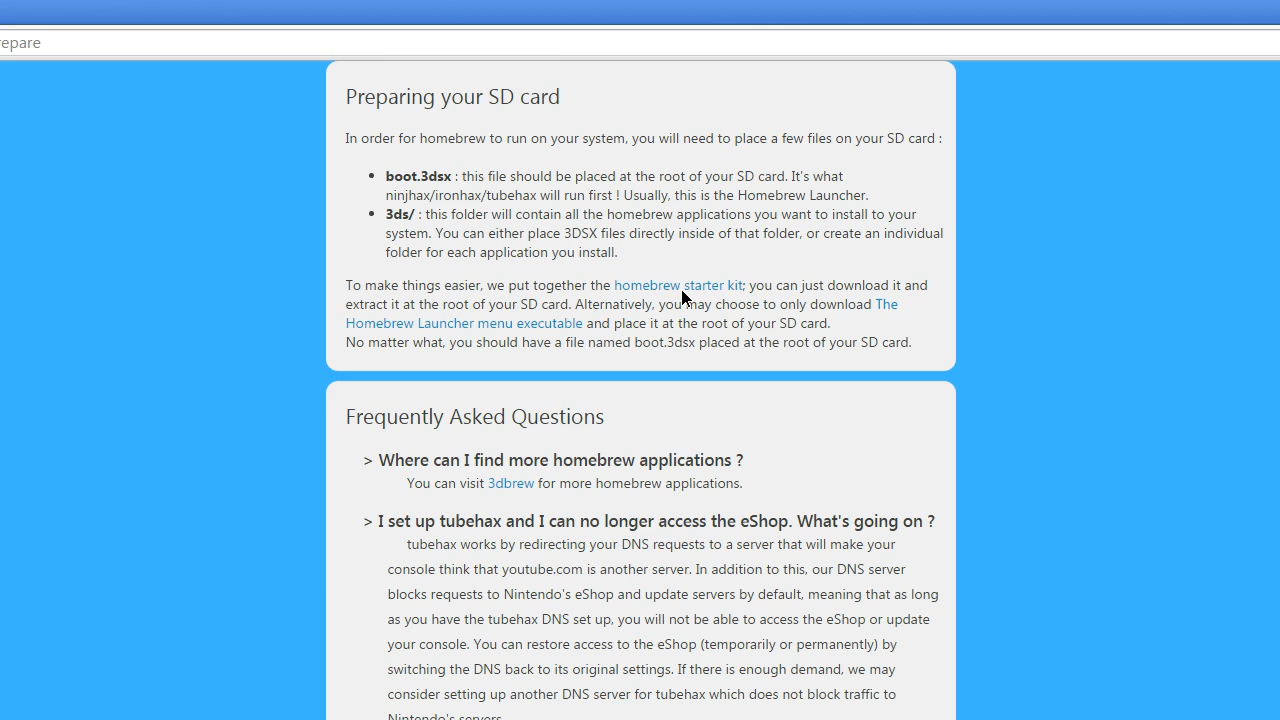 epare
Preparing your SD card
In order for homebrew to run on your system, you will need to place a few files on your SD card :
• boot.3dsx : this file should be placed at the root of your SD card. It's what
ninjhax/ironhax/tubehax will run first ! Usually, this is the Homebrew Launcher.
• 3ds/ : this folder will contain all the homebrew applications you want to install to your
system. You can either place 3DSX files directly inside of that folder, or create an individual
folder for each application you install.
To make things easier, we put together the homebrew starter kit; you can just download it and
extract it at the root of your SD card. Alternatively, you may choose to only download The
Homebrew Launcher menu executable and place it at the root of your SD card.
No matter what, you should have a file named boot.3dsx placed at the root of your SD card.
Frequently Asked Questions
> Where can I find more homebrew applications ?
You can visit 3dbrew for more homebrew applications.
> I set up tubehax and I can no longer access the eShop. What's going on ?
tubehax works by redirecting your DNS requests to a server that will make your
console think that youtube.com is another server. In addition to this, our DNS server
blocks requests to Nintendo's eShop and update servers by default, meaning that as long
as you have the tubehax DNS set up, you will not be able to access the eShop or update
your console. You can restore access to the eShop (temporarily or permanently) by
switching the DNS back to its original settings. If there is enough demand, we may
consider setting up another DNS server for tubehax which does not block traffic to
Nintendo's servers.